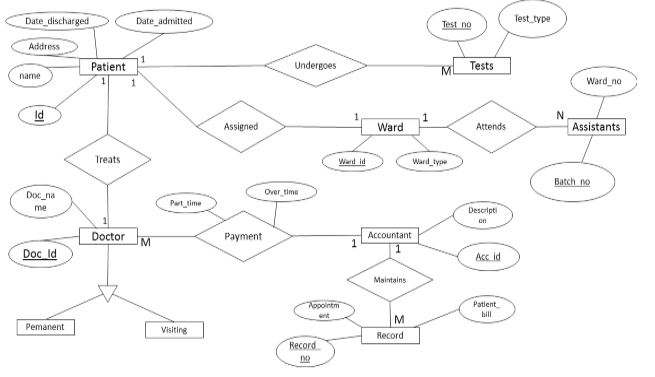 Date_discharged
Date_admitted
Test_no
Test_type
Address
Patient
1
Undergoes
M
Tests
name
1
1
Ward_no
Id
Assigned
1
Ward
1
Attends
N
Assistants
Treats
Ward_id
Ward_type
Batch_no
Doc_na
me
Part_time
Over_time
Descripti
on
1
Doctor
M
Payment
1
Accountant
1
Doc_Id
Acc_id
Maintains
Appointm
ent
Patient_
bill
M
Pemanent
Visiting
Record
Record_
no